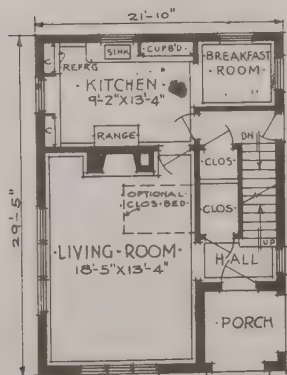 21'-10"
SINK
CUPB'D
C
REFRG
BREAKFAST
ROOM
·KITCHEN·
9'-2"X13'-4"
C
RANGE
DN
CLOS
OPTIONAL
CLOS·BED·
CLOS
29'-5"
·LIVING·ROOM·
18'-5"X13'-4"
UP
HALL
·PORCH·